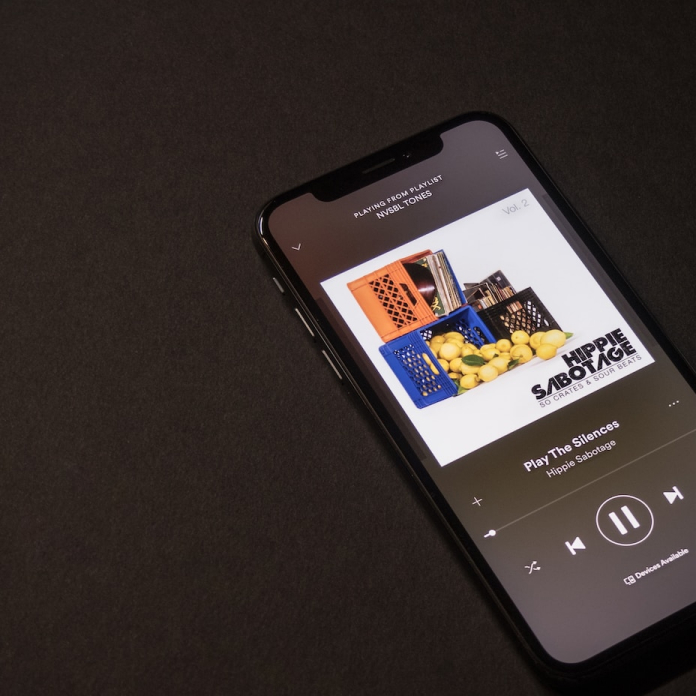 PLAYING FROM PLAYLIST
NVSBL TONES
Vol. 2
HIPPIE
SABOTAGE
50 CRATES & SOUR BEATS
Play The Silences
Hippie Sabotage
Devices Available